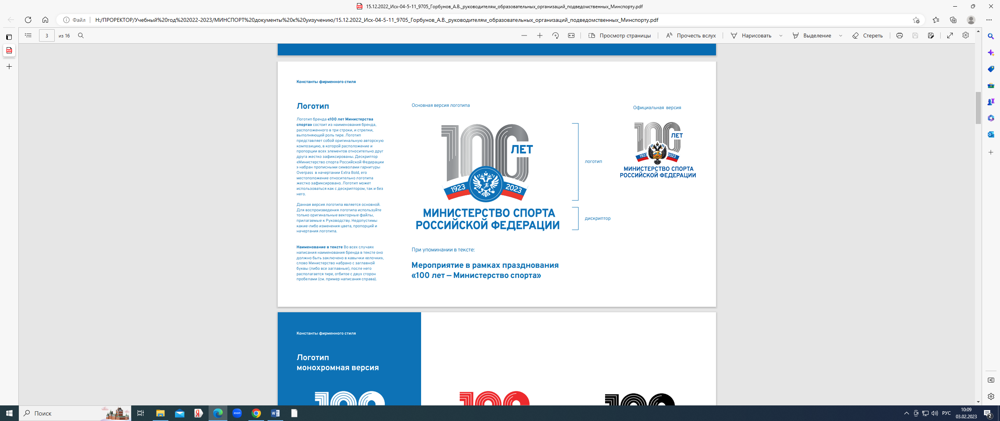 15.12.2022_Исх-04-5-11_9705_Горбунов_А.В._руководителям_образовательных_организаций_подведомственных_Минспорту.pdf
Файл
H:/ПРОРЕКТОР/Учебный%20год%202022-2023/МИНСПОРТ%20документы%20к%20уизучению/15.12.2022_Исх-04-5-11_9705_Горбунов_А.В._руководителям_образовательных_организаций_подведомственных_Минспорту.pdf
3
из 16
Просмотр страницы
Прочесть вслух
Нарисовать
Выделение
Стереть
Константы фирменного стиля
Логотип
Логотип бренда «100 лет Министерства
спорта» состоит из наименования бренда,
расположенного в три строки, и стрелки,
выполняющей роль тире. Логотип
представляет собой оригинальную авторскую
композицию, в которой расположение и
пропорции всех элементов относительно друг
друга жестко зафиксированы. Дескриптор
«Министерство спорта Российской Федерации
» набран прописными символами гарнитуры
Overpass в начертании Extra Bold, его
местоположение относительно логотипа
жестко зафиксировано. Логотип может
использоваться как с дескриптором, так и без
него.
Данная версия логотипа является основной.
Для воспроизведения логотипа используйте
только оригинальные векторные файлы,
прилагаемые к Руководству. Недопустимы
какие-либо изменения цвета, пропорций и
начертания логотипа.
Наименование в тексте Во всех случаях
написания наименования бренда в тексте оно
должно быть заключено в кавычки «елочки»,
слово Министерство набрано с заглавной
буквы (либо все заглавные), после него
располагается тире, отбитое с двух сторон
пробелами (см. пример написания справа).
Основная версия логотипа
100
ЛЕТ
1923
2023
МИНИСТЕРСТВО СПОРТА
РОССИЙСКОЙ ФЕДЕРАЦИИ
логотип
дискриптор
При упоминании в тексте:
Мероприятие в рамках празднования
«100 лет – Министерство спорта»
Официальная версия
100
ЛЕТ
1923
2023
МИНИСТЕРСТВО СПОРТА
РОССИЙСКОЙ ФЕДЕРАЦИИ
Константы фирменного стиля
Логотип
монохромная версия
100
100
100
Поиск
zoom
РУС
10:09
03.02.2023
2